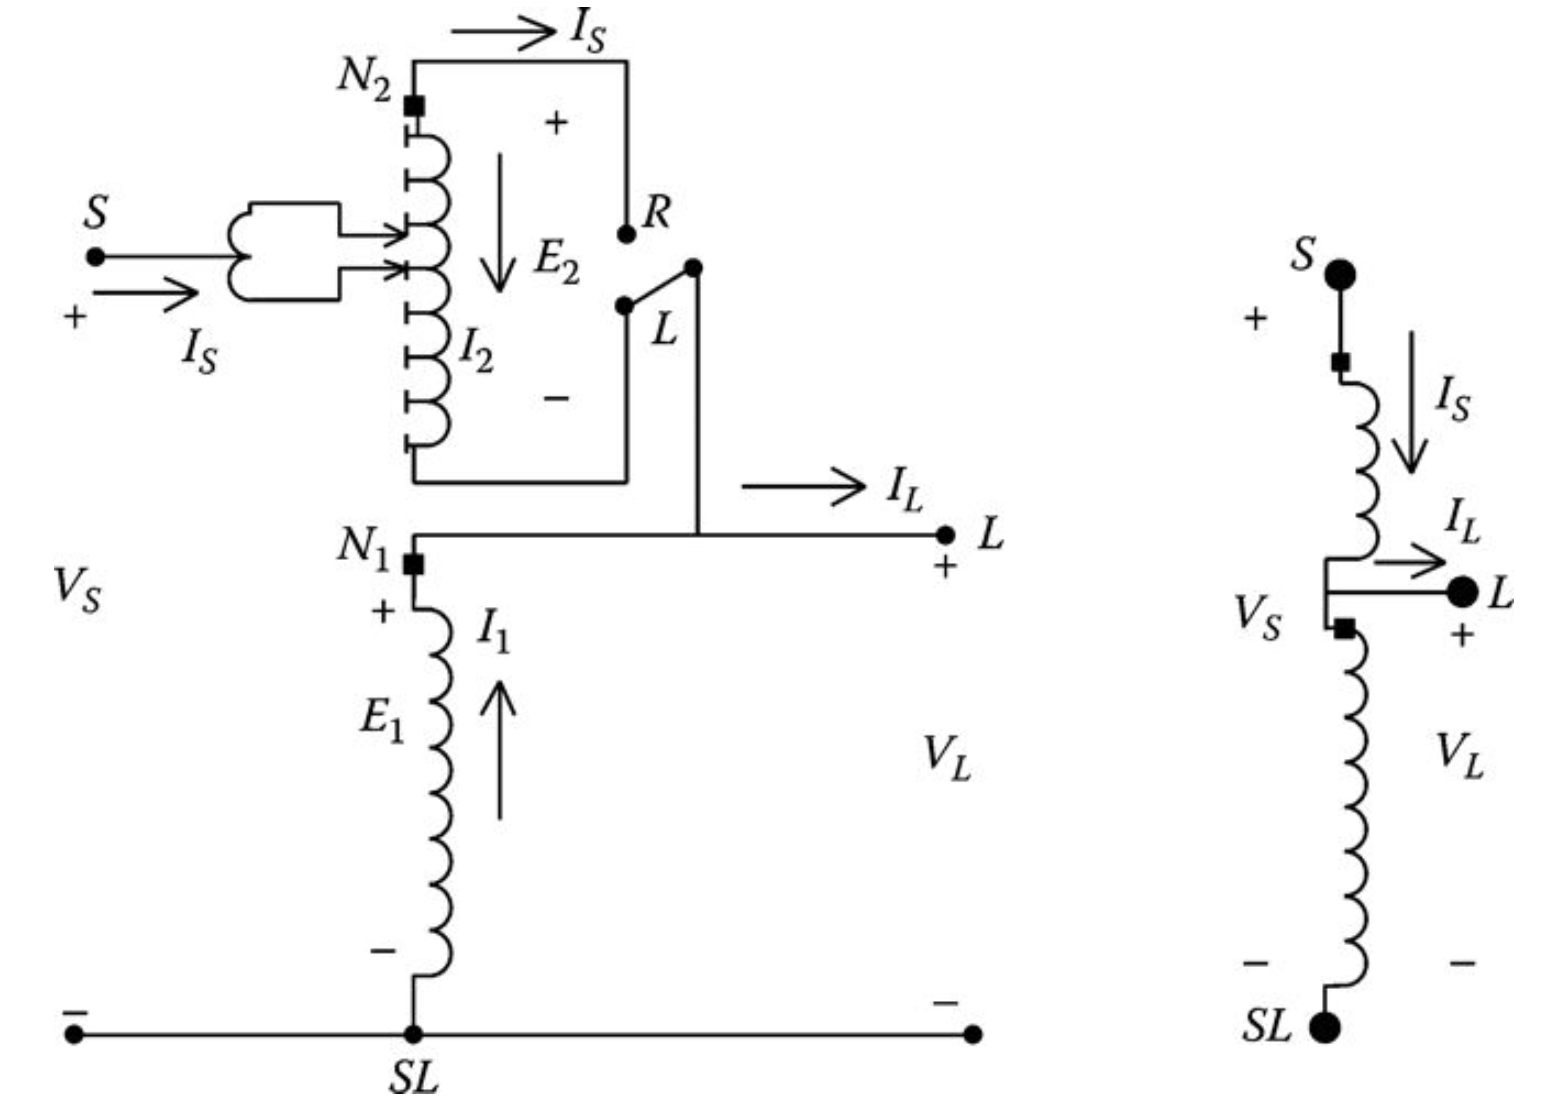 I_S
N_2
+
S
R
E_2
+
I_S
I_2
L
−
I_L
N_1
L
+
V_S
+
I_1
E_1
V_L
−
−
−
SL
S
+
I_S
I_L
V_S
L
+
V_L
−
−
SL